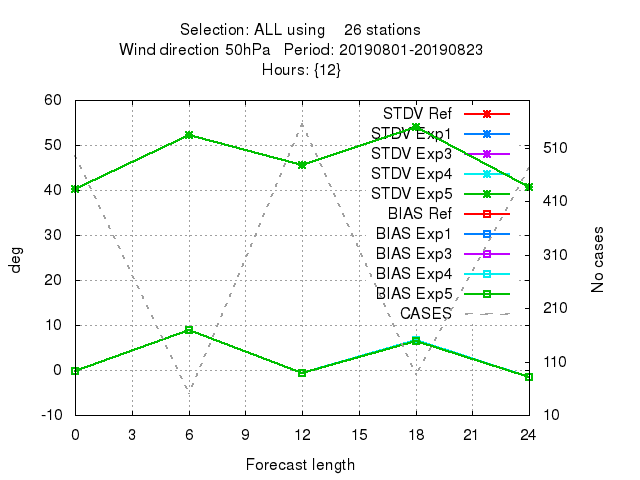 Selection: ALL using 26 stations
Wind direction 50hPa Period: 20190801-20190823
Hours: {12}
60
50
40
30
20
10
0
-10
deg
STDV Ref
STDV Exp1
STDV Exp3
STDV Exp4
STDV Exp5
BIAS Ref
BIAS Exp1
BIAS Exp3
BIAS Exp4
BIAS Exp5
CASES
510
410
310
210
110
10
No cases
0 3 6 9 12 15 18 21 24
Forecast length